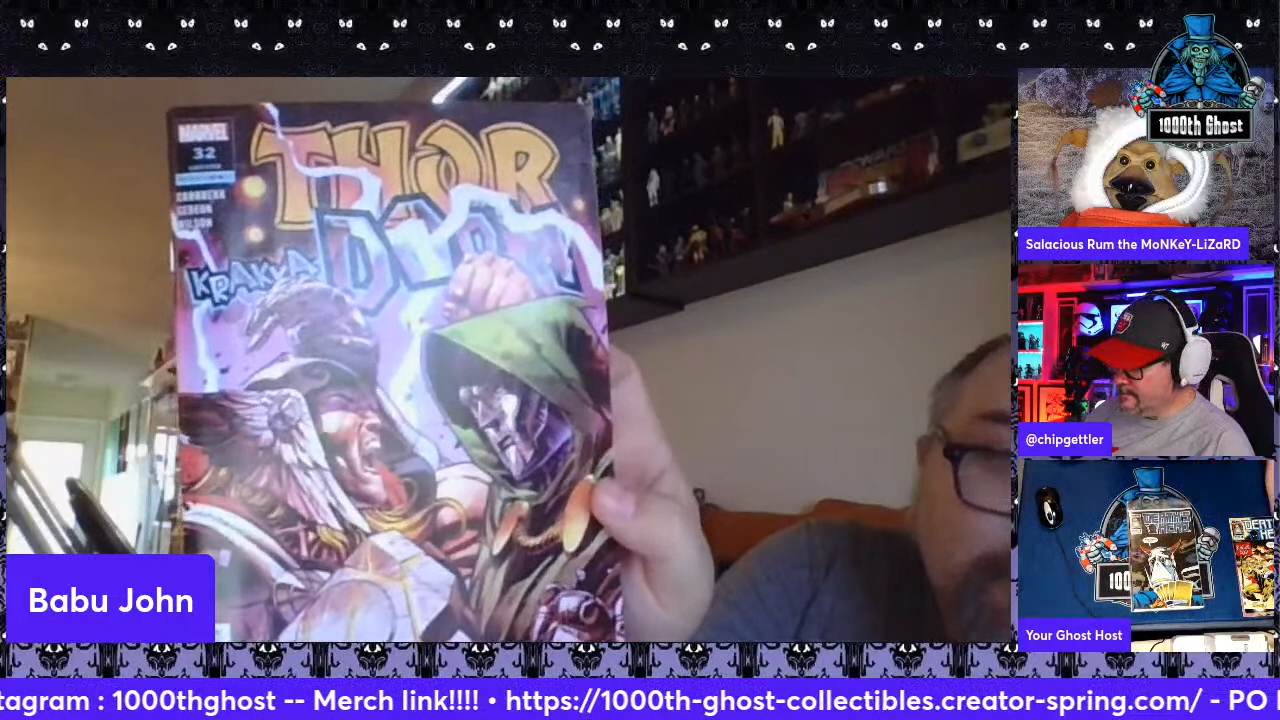 1000th Ghost
MARVEL
32
THOR
DOOM
KRAKKA
Salacious Rum the MoNKeY-LiZaRD
@chipgettler
Babu John
Your Ghost Host
tagram : 1000thghost -- Merch link!!!! • https://1000th-ghost-collectibles.creator-spring.com/ - PO